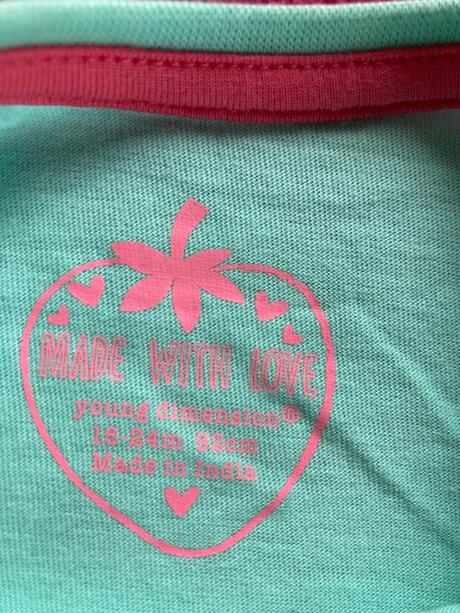 MADE WITH LOVE
young dimension®
18-24m 92cm
Made in India